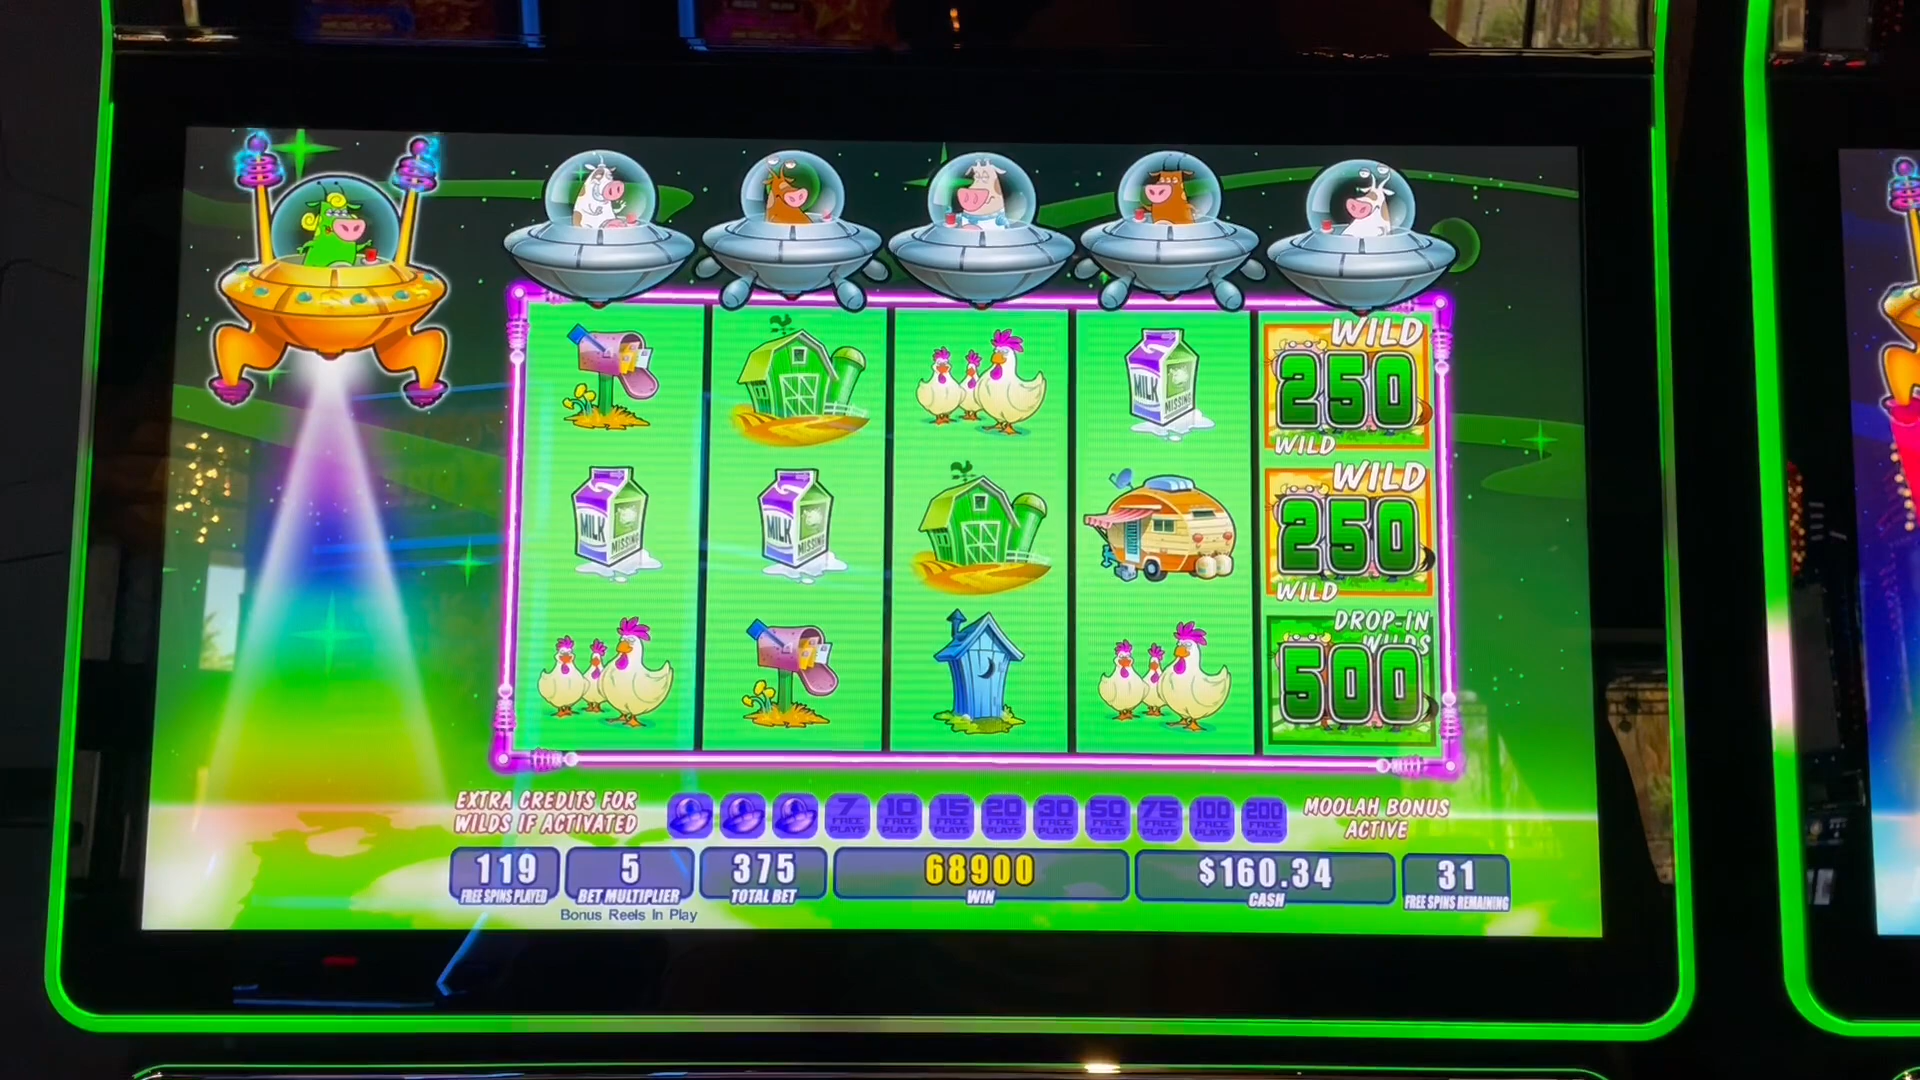 WILD
250
WILD
MILK
MISSING
WILD
250
WILD
MILK
MISSING
MILK
MISSING
DROP-IN
WILDS
500
EXTRA CREDITS FOR
WILDS IF ACTIVATED
7
FREE
PLAYS
10
FREE
PLAYS
15
FREE
PLAYS
20
FREE
PLAYS
30
FREE
PLAYS
50
FREE
PLAYS
75
FREE
PLAYS
100
FREE
PLAYS
200
FREE
PLAYS
MOOLAH BONUS
ACTIVE
119
FREE SPINS PLAYED
5
BET MULTIPLIER
375
TOTAL BET
68900
WIN
$160.34
CASH
31
FREE SPINS REMAINING
Bonus Reels In Play